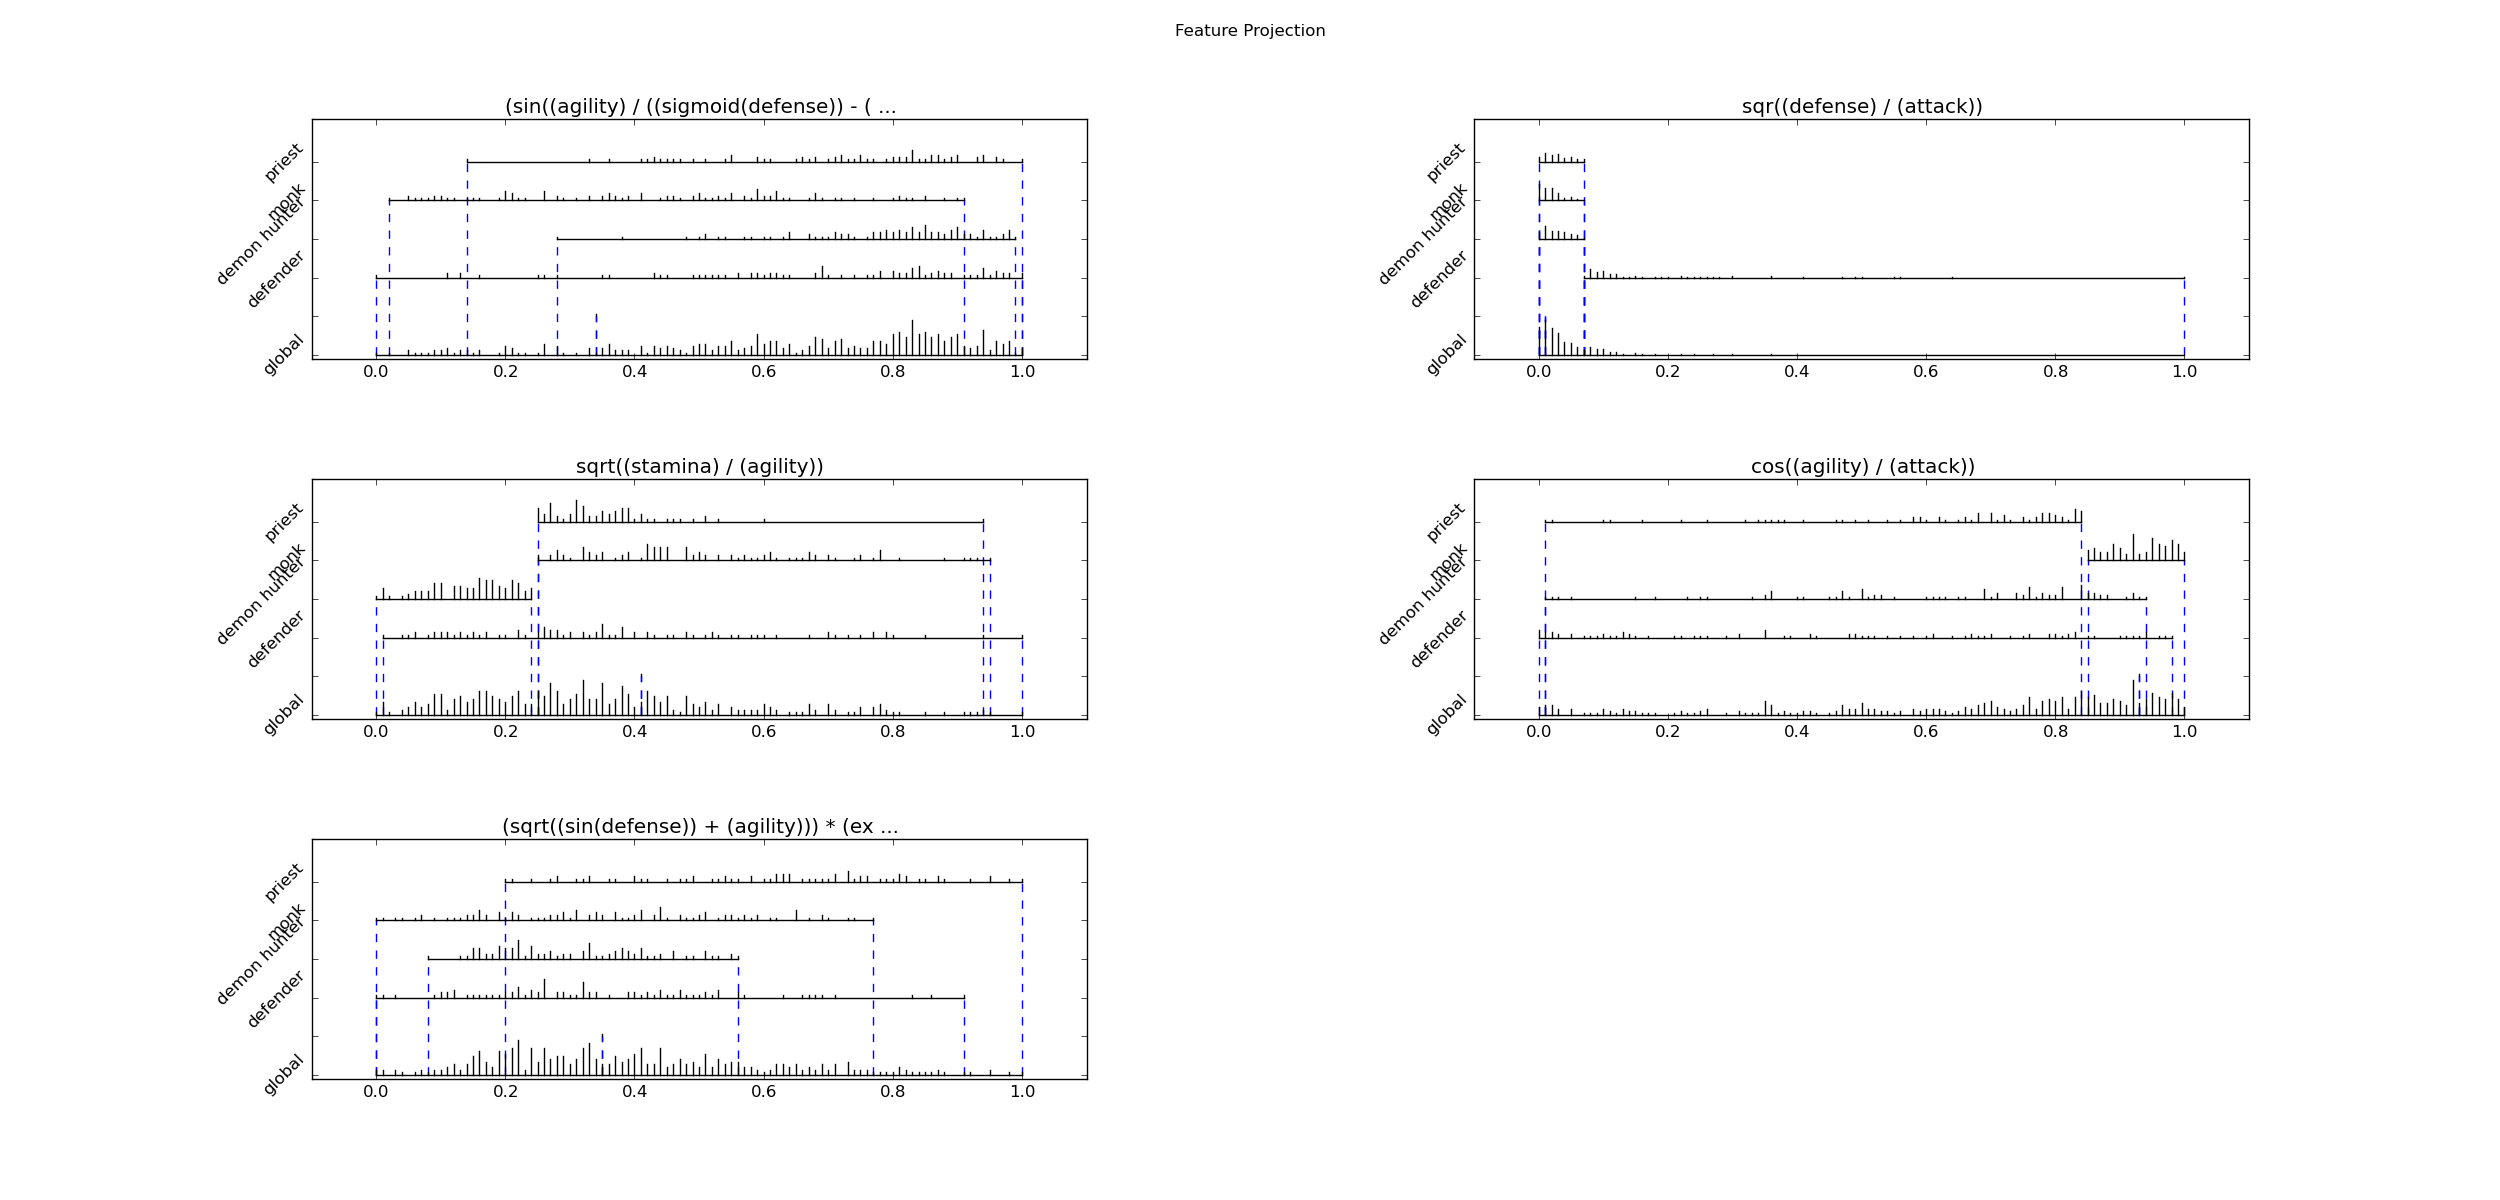 Feature Projection
(sin((agility) / ((sigmoid(defense)) - ( ...
priest
monk
demon hunter
defender
global
0.0 0.2 0.4 0.6 0.8 1.0
sqr((defense) / (attack))
priest
monk
demon hunter
defender
global
0.0 0.2 0.4 0.6 0.8 1.0
sqrt((stamina) / (agility))
priest
monk
demon hunter
defender
global
0.0 0.2 0.4 0.6 0.8 1.0
cos((agility) / (attack))
priest
monk
demon hunter
defender
global
0.0 0.2 0.4 0.6 0.8 1.0
(sqrt((sin(defense)) + (agility))) * (ex ...
priest
monk
demon hunter
defender
global
0.0 0.2 0.4 0.6 0.8 1.0